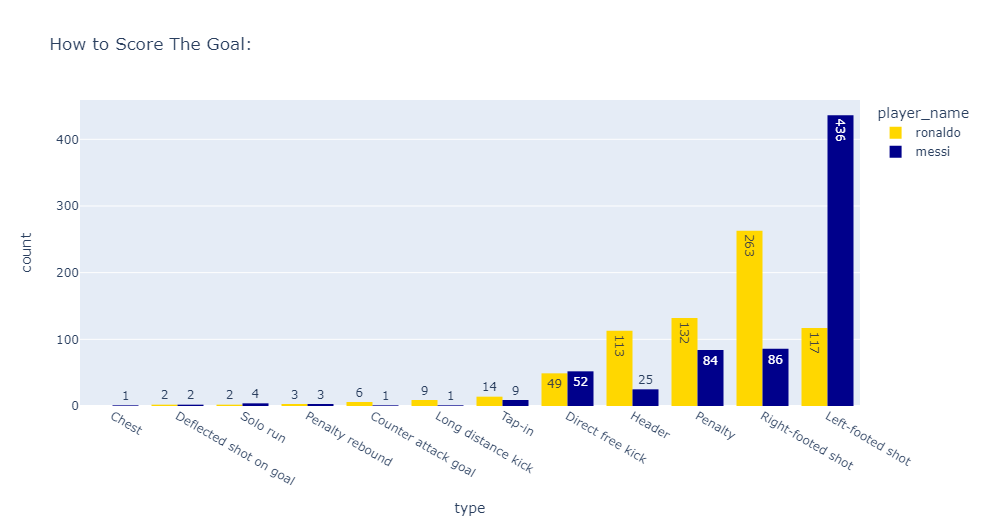 How to Score The Goal:
player_name
ronaldo
messi
count
400
300
200
100
0
1
2
2
2
4
3
3
6
1
9
1
14
9
49
52
113
25
132
84
263
86
117
436
Chest
Deflected shot on goal
Solo run
Penalty rebound
Counter attack goal
Long distance kick
Tap-in
Direct free kick
Header
Penalty
Right-footed shot
Left-footed shot
type